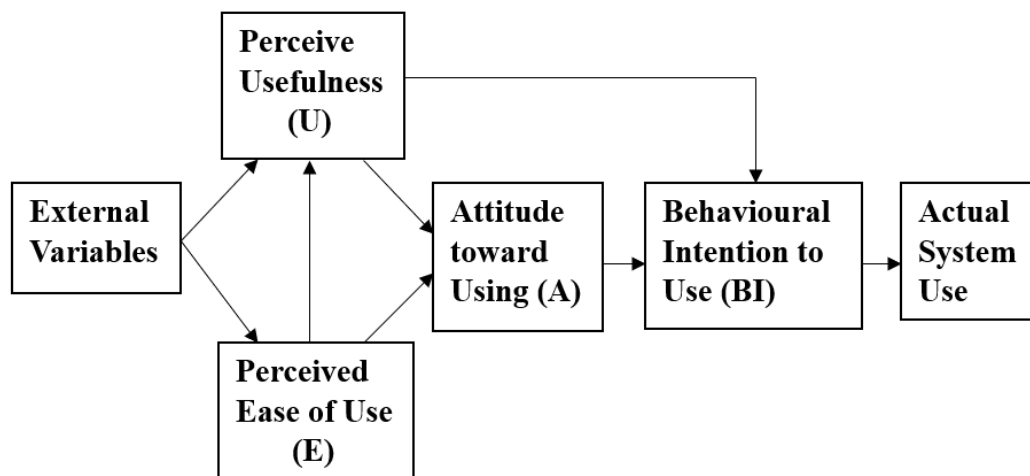 Perceive
Usefulness
(U)
External
Variables
Attitude
toward
Using (A)
Behavioural
Intention to
Use (BI)
Actual
System
Use
Perceived
Ease of Use
(E)